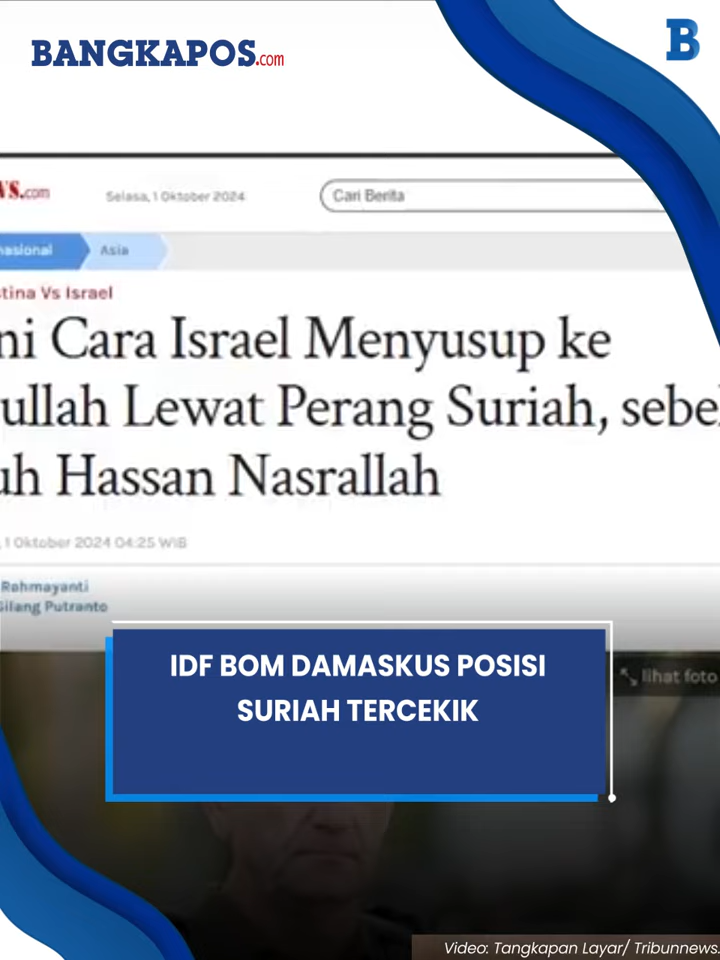 BANGKAPOS.com
B
WS.com
Selasa, 1 Oktober 2024
Cari Berita
nasional
Asia
tina Vs Israel
ni Cara Israel Menyusup ke
ullah Lewat Perang Suriah, sebel
uh Hassan Nasrallah
, 1 Oktober 2024 04:25 WIB
Rahmayanti
Gilang Putranto
lihat foto
IDF BOM DAMASKUS POSISI
SURIAH TERCEKIK
Video: Tangkapan Layar/ Tribunnews.